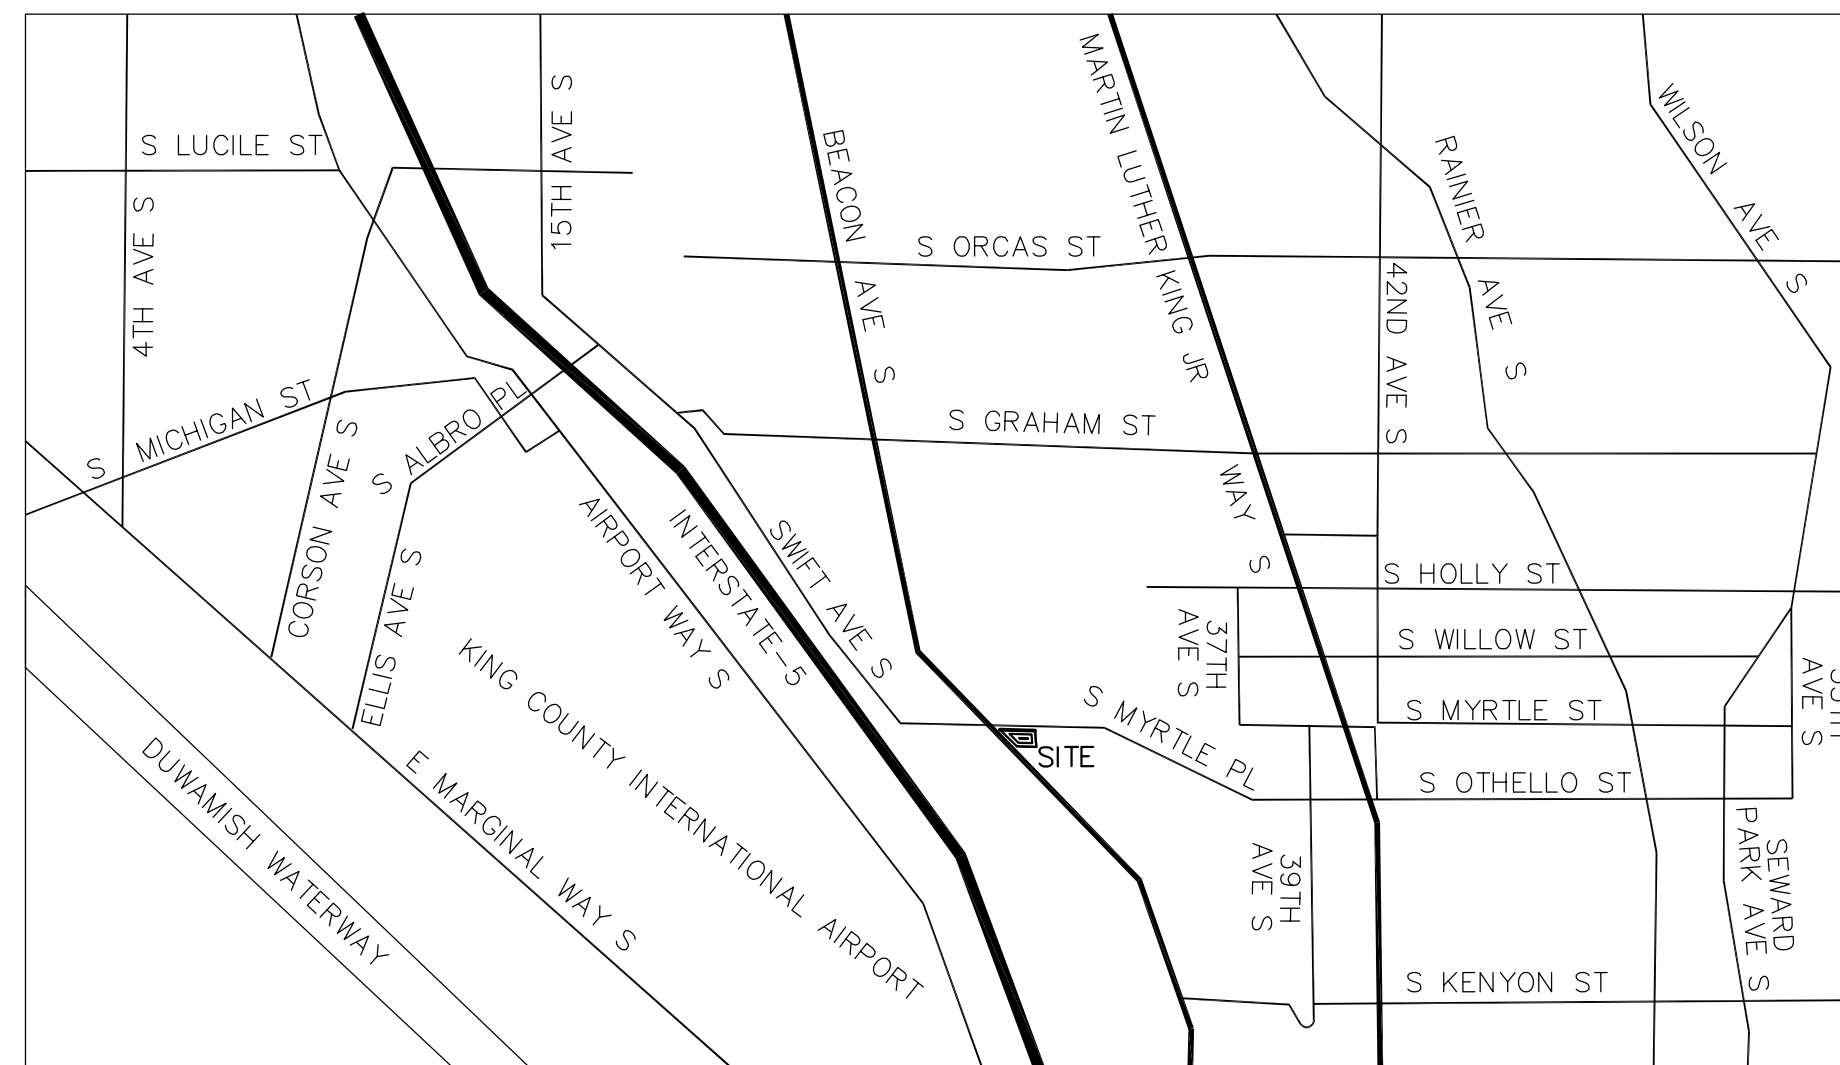 S LUCILE ST
4TH AVE S
15TH AVE S
BEACON AVE S
MARTIN LUTHER KING JR WAY S
RAINIER AVE S
WILSON AVE S
S ORCAS ST
42ND AVE S
S MICHIGAN ST
S ALBRO PL
S GRAHAM ST
CORSON AVE S
ELLIS AVE S
AIRPORT WAY S
INTERSTATE-5
SWIFT AVE S
S HOLLY ST
37TH
AVE S
S WILLOW ST
S MYRTLE ST
S MYRTLE PL
AVE S
SITE
S OTHELLO ST
KING COUNTY INTERNATIONAL AIRPORT
E MARGINAL WAY S
DUWAMISH WATERWAY
39TH
AVE S
SEWARD
PARK AVE S
S KENYON ST